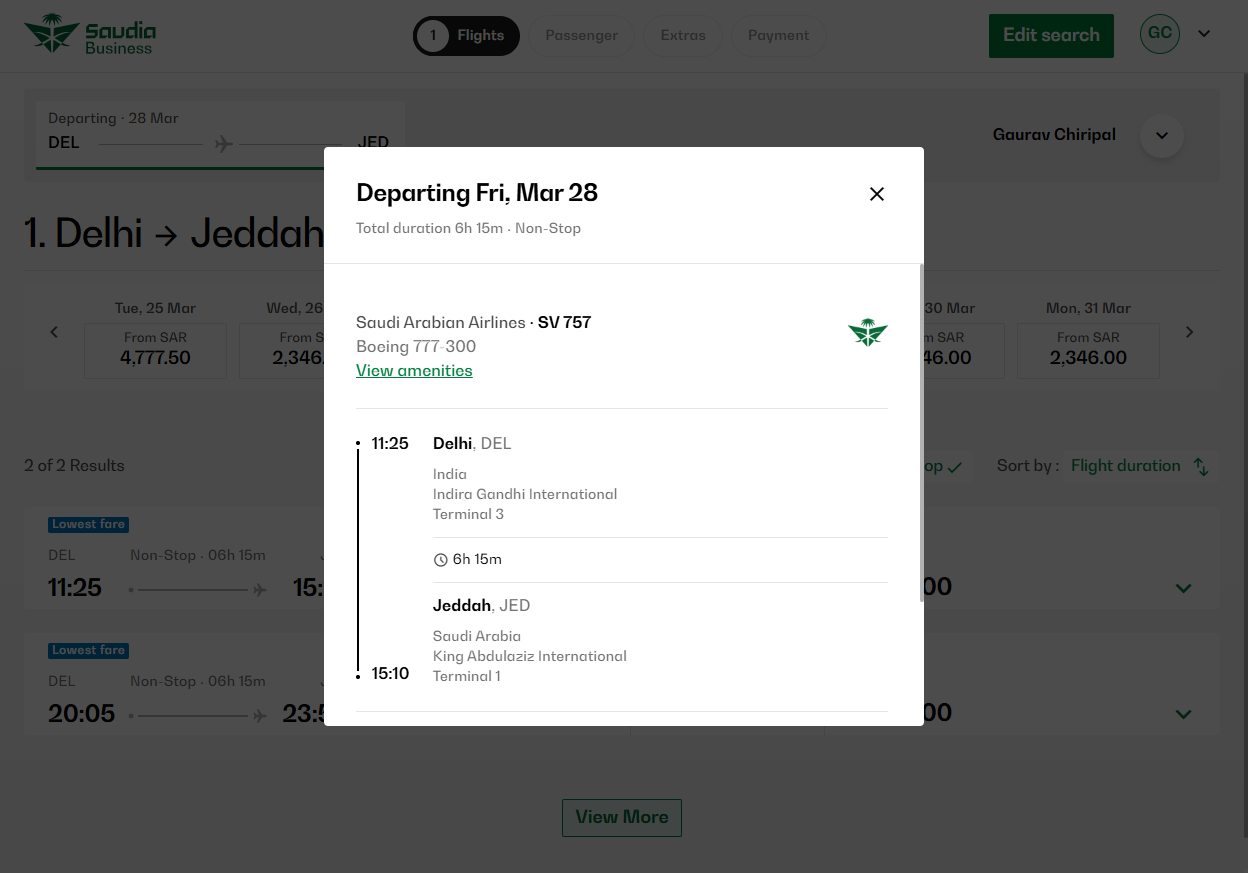 Saudia
Business
1 Flights
Passenger
Extras
Payment
Edit search
GC
Departing · 28 Mar
DEL
JED
Gaurav Chiripal
1. Delhi → Jeddah
Tue, 25 Mar
From SAR
4,777.50
Wed, 26
From S
2,346.
30 Mar
m SAR
46.00
Mon, 31 Mar
From SAR
2,346.00
2 of 2 Results
op
Sort by :
Flight duration
Lowest fare
DEL
Non-Stop · 06h 15m
11:25
15:
00
Lowest fare
DEL
Non-Stop · 06h 15m
20:05
23:5
00
View More
Departing Fri, Mar 28
Total duration 6h 15m · Non-Stop
Saudi Arabian Airlines · SV 757
Boeing 777-300
View amenities
11:25
Delhi, DEL
India
Indira Gandhi International
Terminal 3
6h 15m
Jeddah, JED
Saudi Arabia
King Abdulaziz International
15:10
Terminal 1